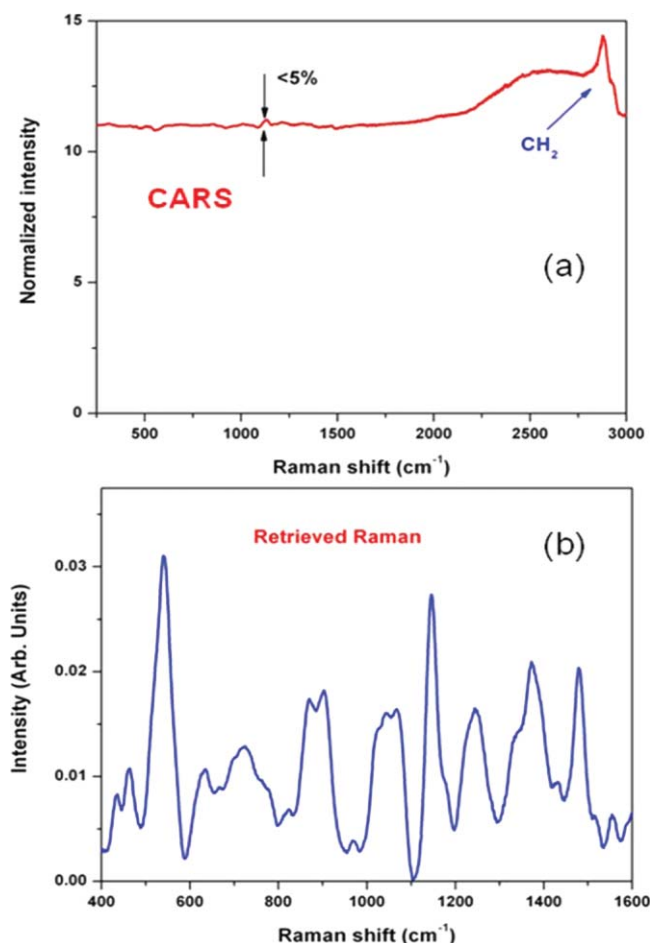 15
<5%
10
CH2
CARS
5
(a)
0
500 1000 1500 2000 2500 3000
Normalized intensity
Raman shift (cm-1)
Retrieved Raman
(b)
0.03
0.02
0.01
0.00
400 600 800 1000 1200 1400 1600
Intensity (Arb. Units)
Raman shift (cm-1)